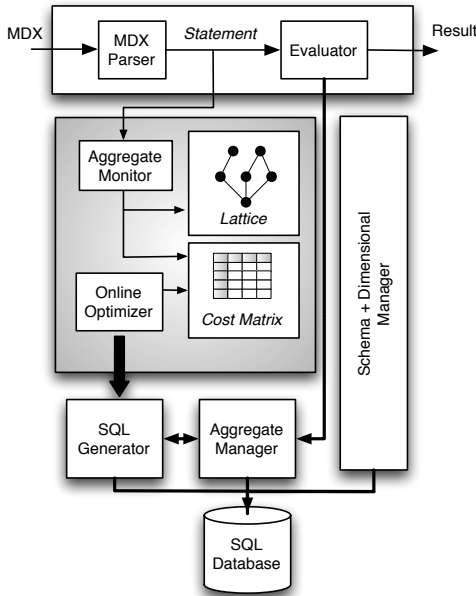 MDX
MDX
Parser
Statement
Evaluator
Result
Aggregate
Monitor
Lattice
Online
Optimizer
Cost Matrix
Schema + Dimensional
Manager
SQL
Generator
Aggregate
Manager
SQL
Database